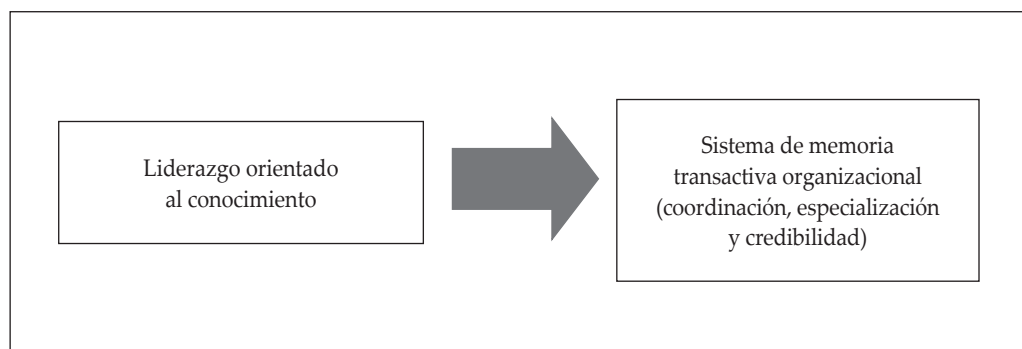 Liderazgo orientado
al conocimiento
Sistema de memoria
transactiva organizacional
(coordinación, especialización
y credibilidad)